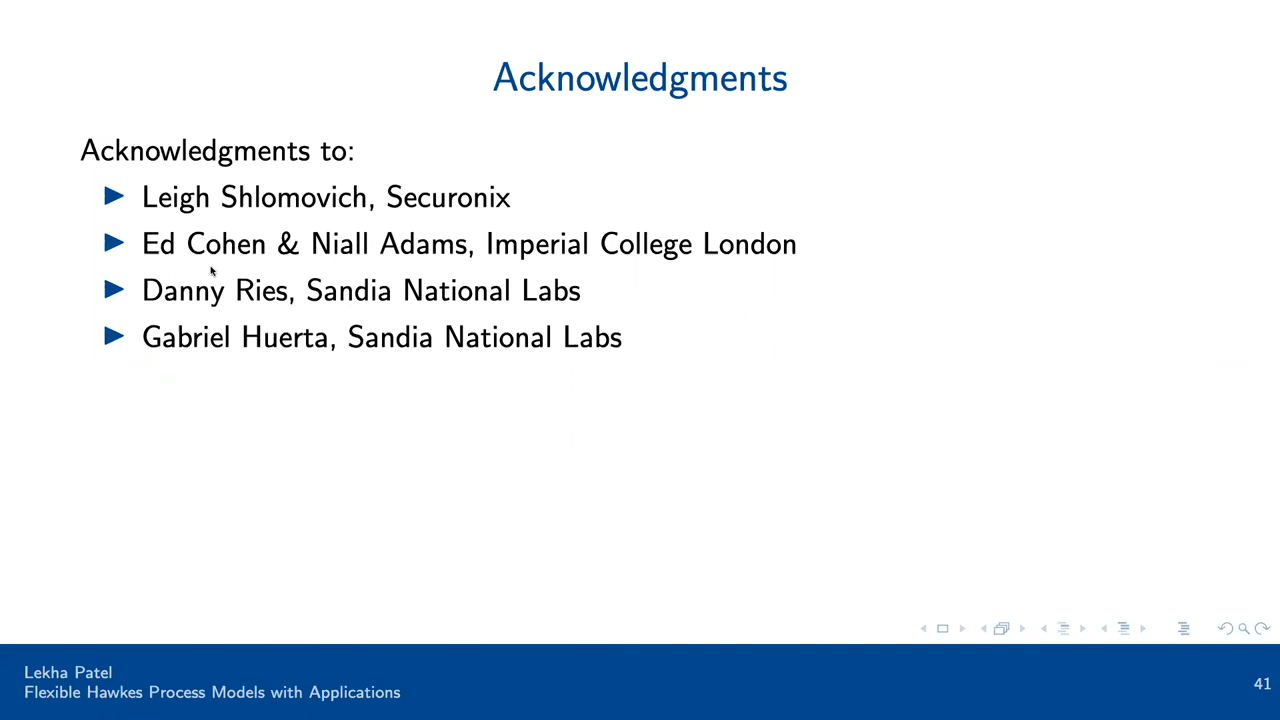 Acknowledgments
Acknowledgments to:
Leigh Shlomovich, Securonix
Ed Cohen & Niall Adams, Imperial College London
Danny Ries, Sandia National Labs
Gabriel Huerta, Sandia National Labs
Lekha Patel
Flexible Hawkes Process Models with Applications
41